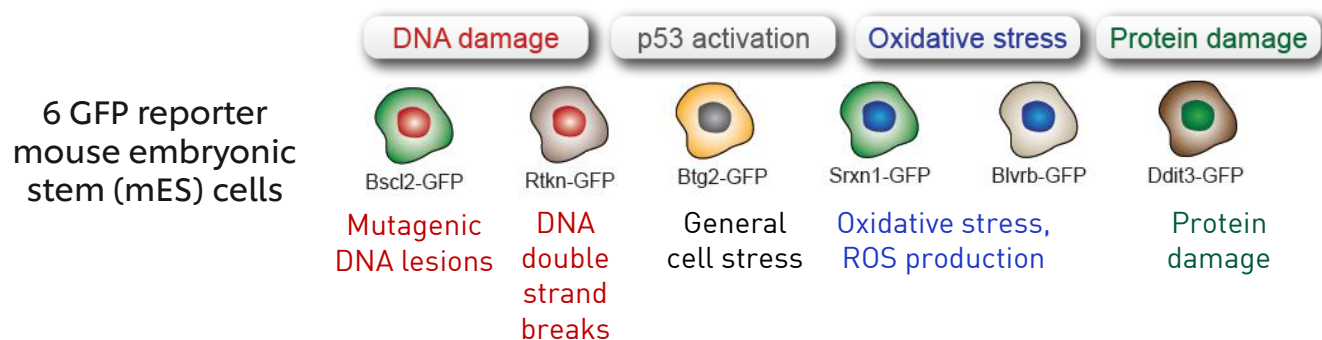 DNA damage
p53 activation
Oxidative stress
Protein damage
6 GFP reporter
mouse embryonic
stem (mES) cells
Bscl2-GFP
Rtkn-GFP
Btg2-GFP
Srxn1-GFP
Blvrb-GFP
Ddit3-GFP
Mutagenic
DNA lesions
DNA
double
strand
breaks
General
cell stress
Oxidative stress,
ROS production
Protein
damage